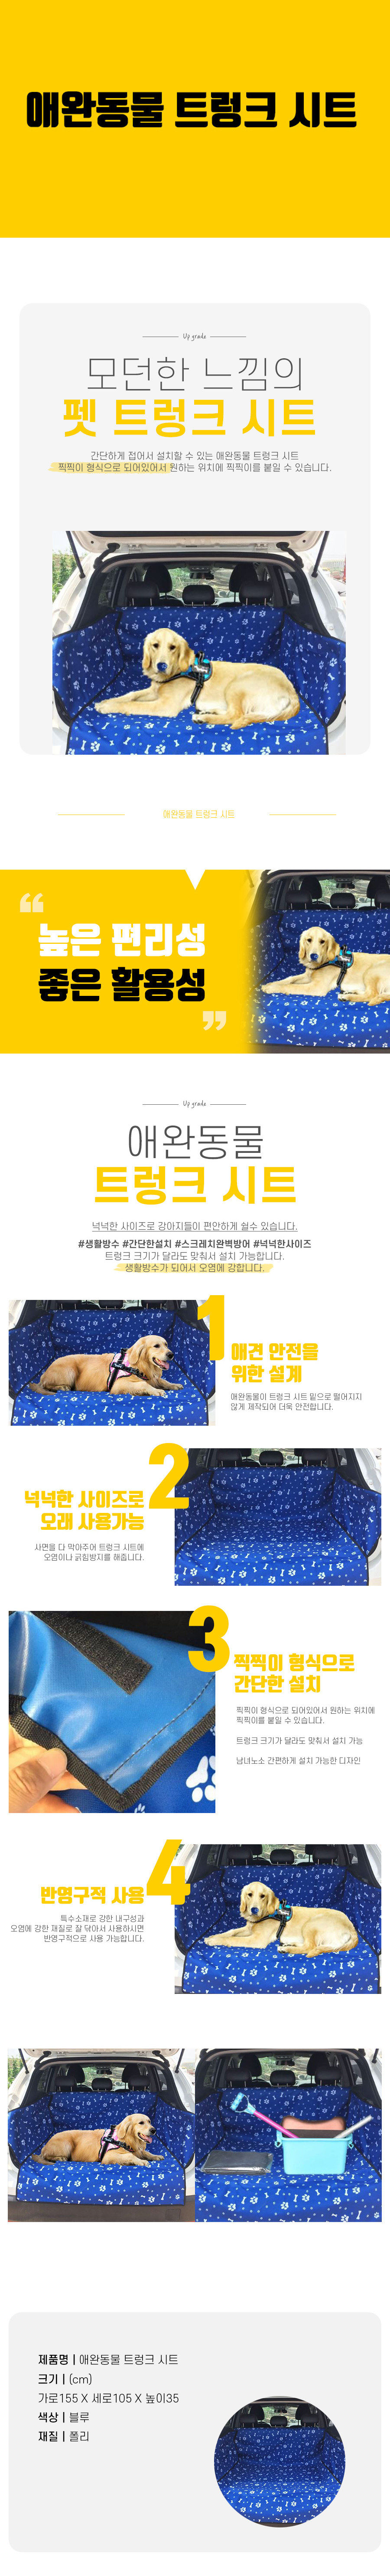 애완동물 트렁크 시트
Up grade
모던한 느낌의
펫 트렁크 시트
간단하게 접어서 설치할 수 있는 애완동물 트렁크 시트
찍찍이 형식으로 되어있어서 원하는 위치에 찍찍이를 붙일 수 있습니다.
애완동물 트렁크 시트
“
높은 편리성
좋은 활용성
”
Up grade
애완동물
트렁크 시트
넉넉한 사이즈로 강아지들이 편안하게 쉴수 있습니다.
#생활방수 #간단한설치 #스크레치완벽방어 #넉넉한사이즈
트렁크 크기가 달라도 맞춰서 설치 가능합니다.
생활방수가 되어서 오염에 강합니다.
1
애견 안전을
위한 설계
애완동물이 트렁크 시트 밑으로 떨어지지
않게 제작되어 더욱 안전합니다.
2
넉넉한 사이즈로
오래 사용가능
사면을 다 막아주어 트렁크 시트에
오염이나 긁힘방지를 해줍니다.
3
찍찍이 형식으로
간단한 설치
찍찍이 형식으로 되어있어서 원하는 위치에
찍찍이를 붙일 수 있습니다.
트렁크 크기가 달라도 맞춰서 설치 가능
남녀노소 간편하게 설치 가능한 디자인
4
반영구적 사용
특수소재로 강한 내구성과
오염에 강한 재질로 잘 닦아서 사용하시면
반영구적으로 사용 가능합니다.
제품명 | 애완동물 트렁크 시트
크기 | (cm)
가로155 X 세로105 X 높이35
색상 | 블루
재질 | 폴리